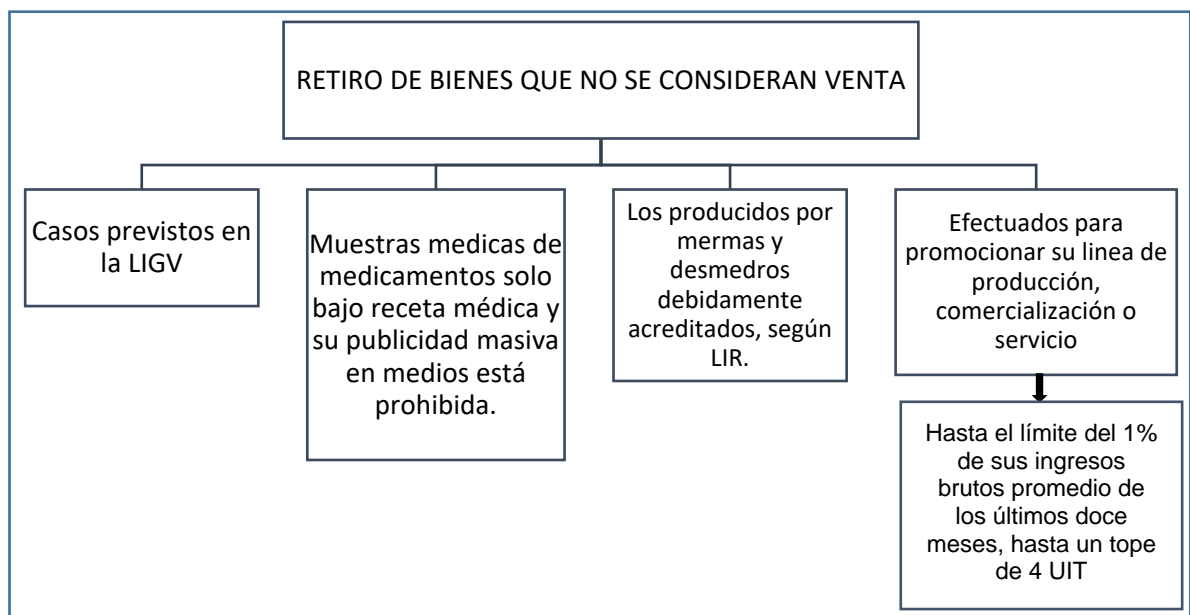 RETIRO DE BIENES QUE NO SE CONSIDERAN VENTA
Casos previstos en
la LIGV
Muestras medicas de
medicamentos solo
bajo receta médica y
su publicidad masiva
en medios está
prohibida.
Los producidos por
mermas y
desmedros
debidamente
acreditados, según
LIR.
Efectuados para
promocionar su linea de
producción,
comercialización o
servicio
Hasta el límite del 1%
de sus ingresos
brutos promedio de
los últimos doce
meses, hasta un tope
de 4 UIT